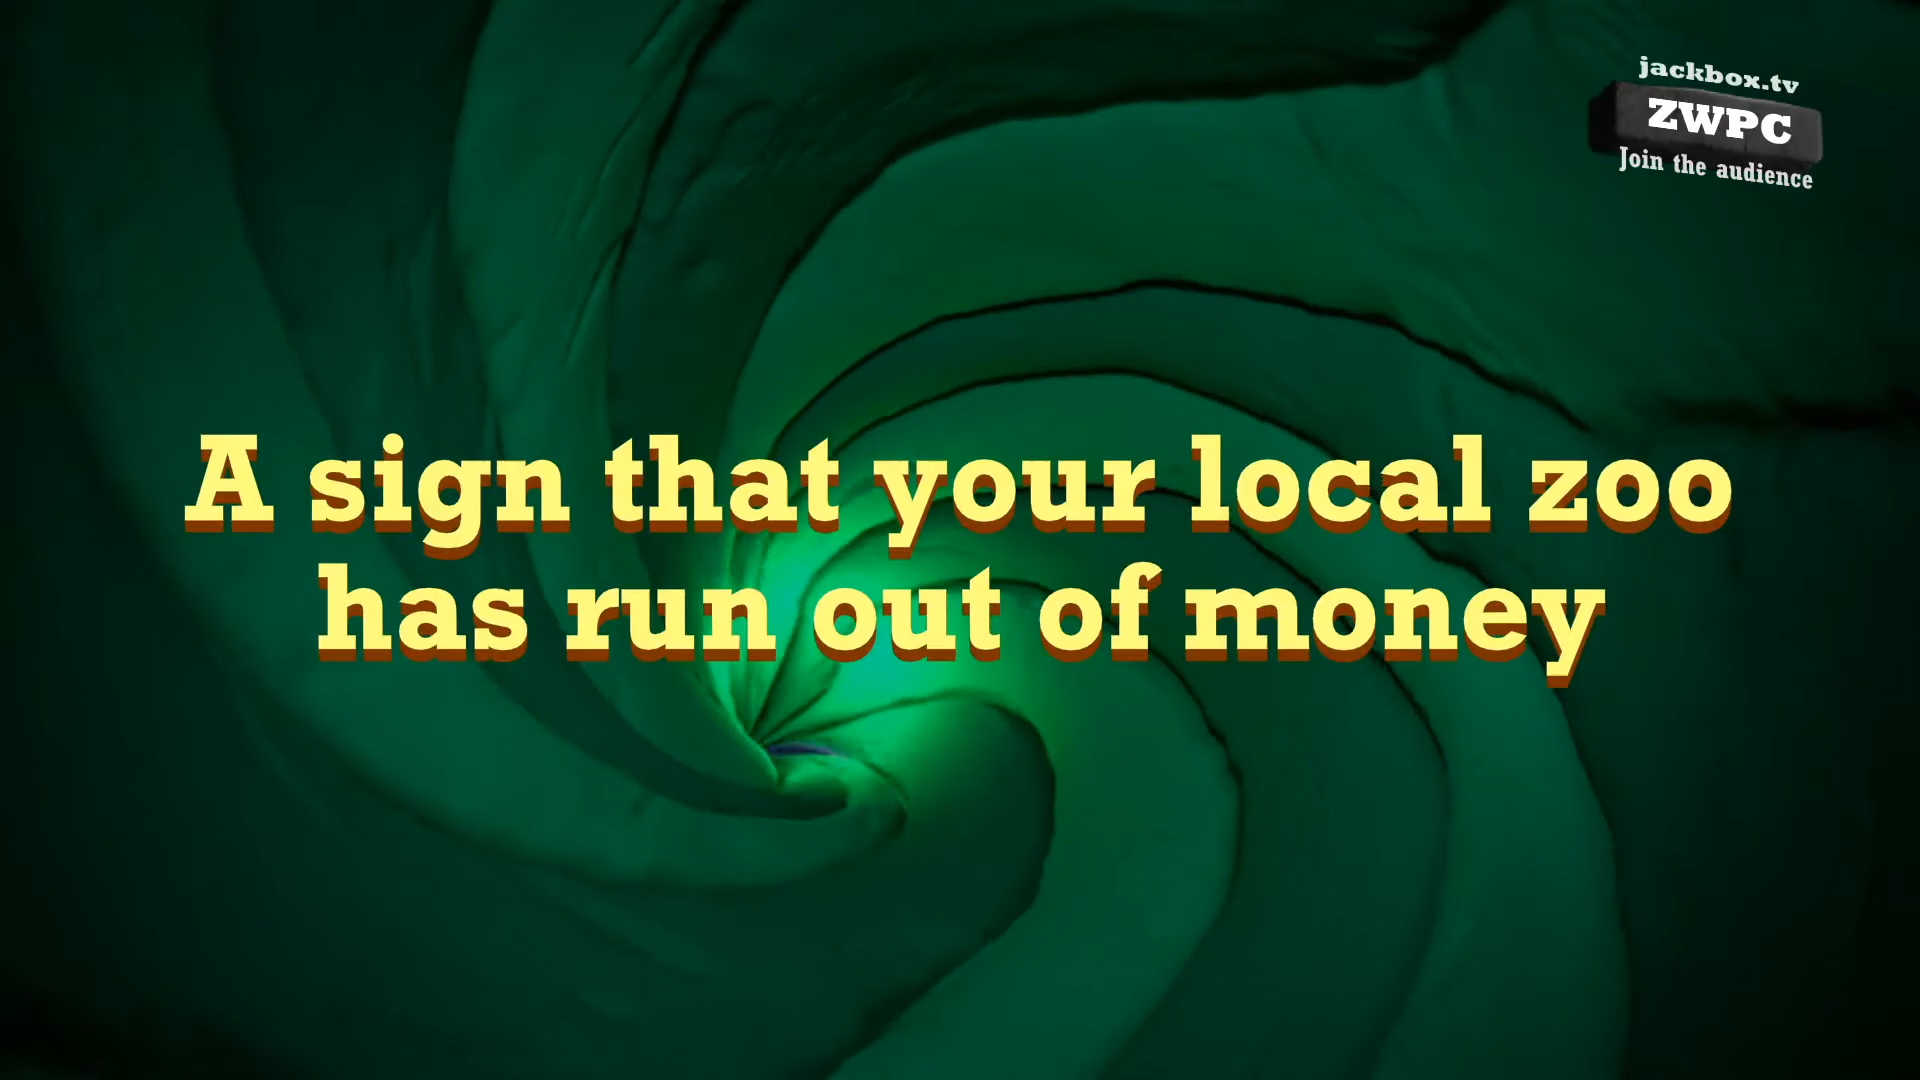 jackbox.tv
ZWPC
Join the audience
A sign that your local zoo
has run out of money